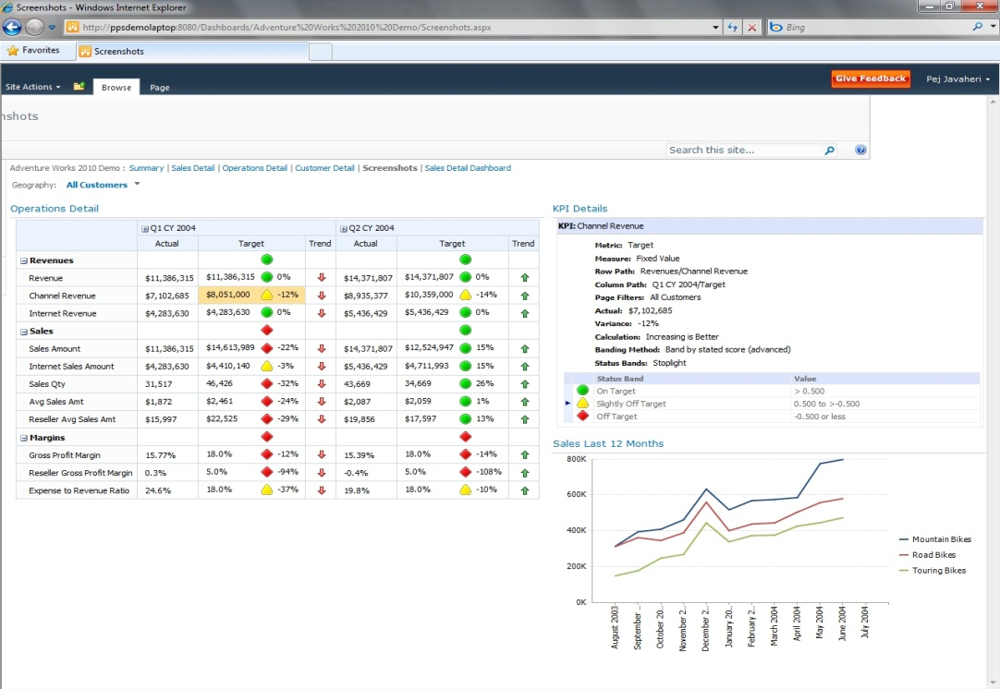 Screenshots - Windows Internet Explorer
http://ppsdemolaptop:8080/Dashboards/Adventure%20Works%202010%20Demo/Screenshots.aspx
Bing
Favorites
Screenshots
Site Actions
Browse
Page
Give Feedback
Pej Javaheri
nshots
Search this site...
Adventure Works 2010 Demo : Summary | Sales Detail | Operations Detail | Customer Detail | Screenshots | Sales Detail Dashboard
Geography: All Customers
Operations Detail
Q1 CY 2004 Q2 CY 2004
Actual Target Trend Actual Target Trend
Revenues
Revenue $11,386,315 $11,386,315 0% $14,371,807 $14,371,807 0%
Channel Revenue $7,102,685 $8,051,000 -12% $8,935,377 $10,359,000 -14%
Internet Revenue $4,283,630 $4,283,630 0% $5,436,429 $5,436,429 0%
Sales
Sales Amount $11,386,315 $14,613,989 -22% $14,371,807 $12,524,947 15%
Internet Sales Amount $4,283,630 $4,410,140 -3% $5,436,429 $4,711,993 15%
Sales Qty 31,517 46,426 -32% 43,669 34,669 26%
Avg Sales Amt $1,872 $2,461 -24% $2,087 $2,059 1%
Reseller Avg Sales Amt $15,997 $22,525 -29% $19,856 $17,597 13%
Margins
Gross Profit Margin 15.77% 18.0% -12% 15.39% 18.0% -14%
Reseller Gross Profit Margin 0.3% 5.0% -94% -0.4% 5.0% -108%
Expense to Revenue Ratio 24.6% 18.0% -37% 19.8% 18.0% -10%
KPI Details
KPI: Channel Revenue
Metric: Target
Measure: Fixed Value
Row Path: Revenues/Channel Revenue
Column Path: Q1 CY 2004/Target
Page Filters: All Customers
Actual: $7,102,685
Variance: -12%
Calculation: Increasing is Better
Banding Method: Band by stated score (advanced)
Status Bands: Stoplight
Status Band Value
On Target > 0.500
Slightly Off Target 0.500 to >-0.500
Off Target -0.500 or less
Sales Last 12 Months
800K
600K
400K
200K
0K
Mountain Bikes
Road Bikes
Touring Bikes
August 2003
September ..
October 20..
November 2..
December 2..
January 20..
February 2..
March 2004
April 2004
May 2004
June 2004
July 2004